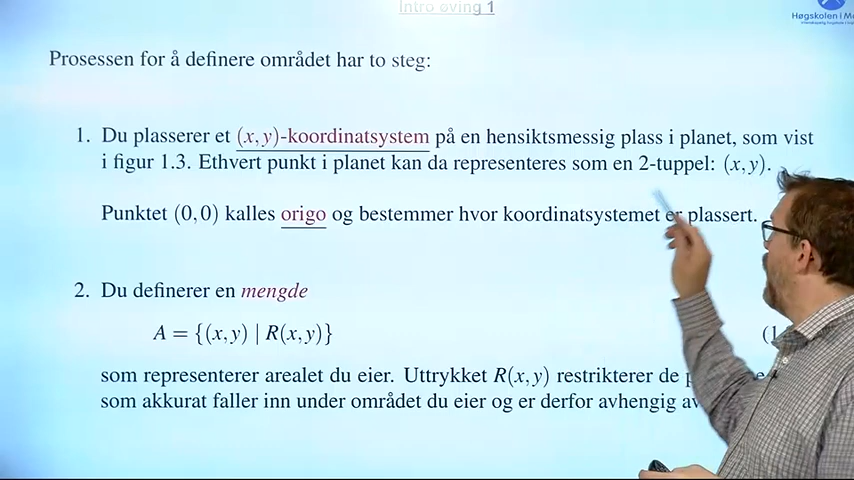 Intro øving 1
Høgskolen i Mo
Prosessen for å definere området har to steg:
1. Du plasserer et (x,y)-koordinatsystem på en hensiktsmessig plass i planet, som vist
i figur 1.3. Ethvert punkt i planet kan da representeres som en 2-tuppel: (x,y).
Punktet (0,0) kalles origo og bestemmer hvor koordinatsystemet er plassert.
2. Du definerer en mengde
A = {(x,y) | R(x,y)}
(1
som representerer arealet du eier. Uttrykket R(x,y) restrikterer de
som akkurat faller inn under området du eier og er derfor avhengig av